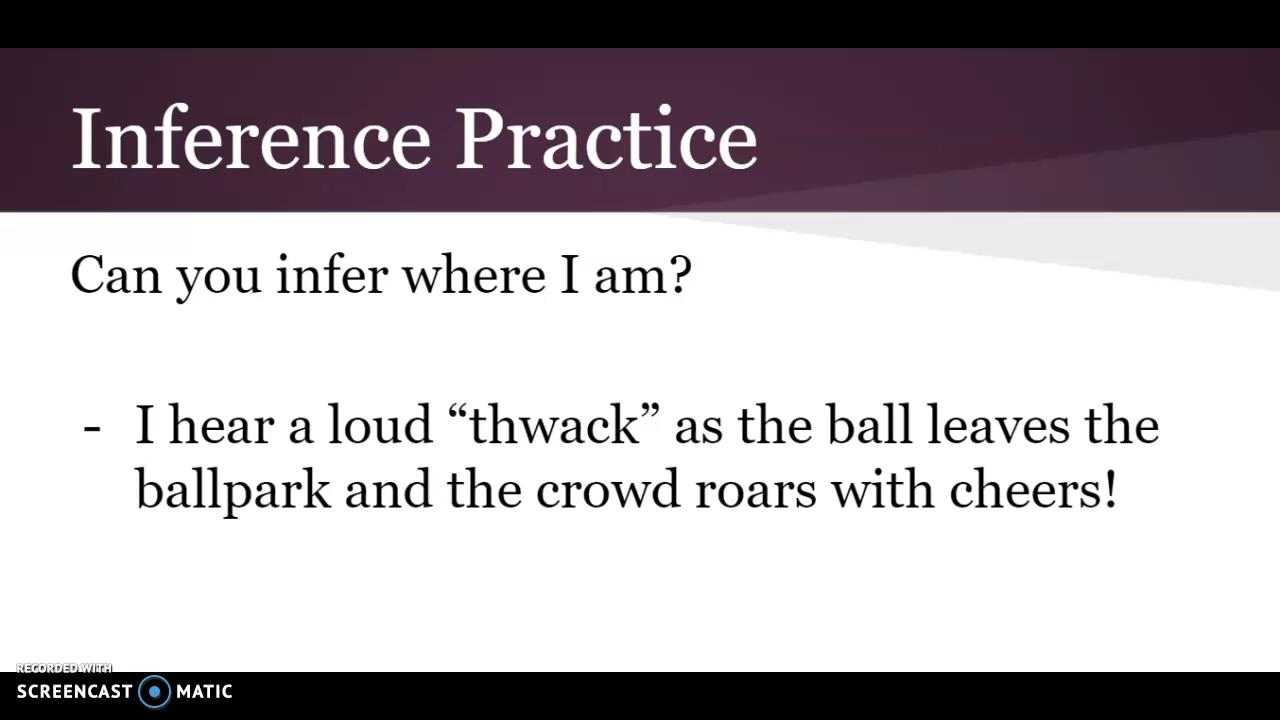 Inference Practice
Can you infer where I am?
- I hear a loud “thwack” as the ball leaves the
ballpark and the crowd roars with cheers!
RECORDED WITH
SCREENCAST MATIC